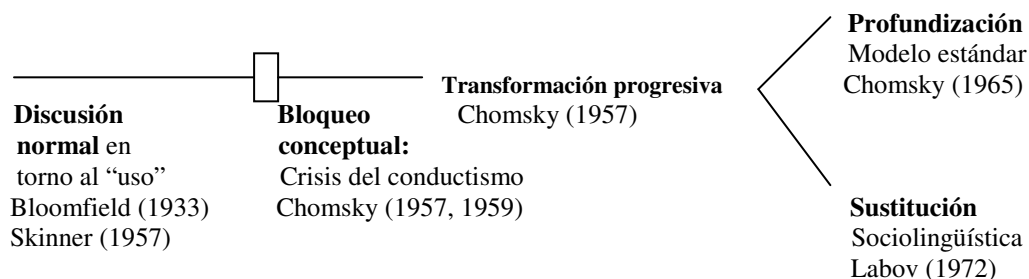 Discusión
normal en
torno al “uso”
Bloomfield (1933)
Skinner (1957)
Bloqueo
conceptual:
Crisis del conductismo
Chomsky (1957, 1959)
Transformación progresiva
Chomsky (1957)
Profundización
Modelo estándar
Chomsky (1965)
Sustitución
Sociolingüística
Labov (1972)